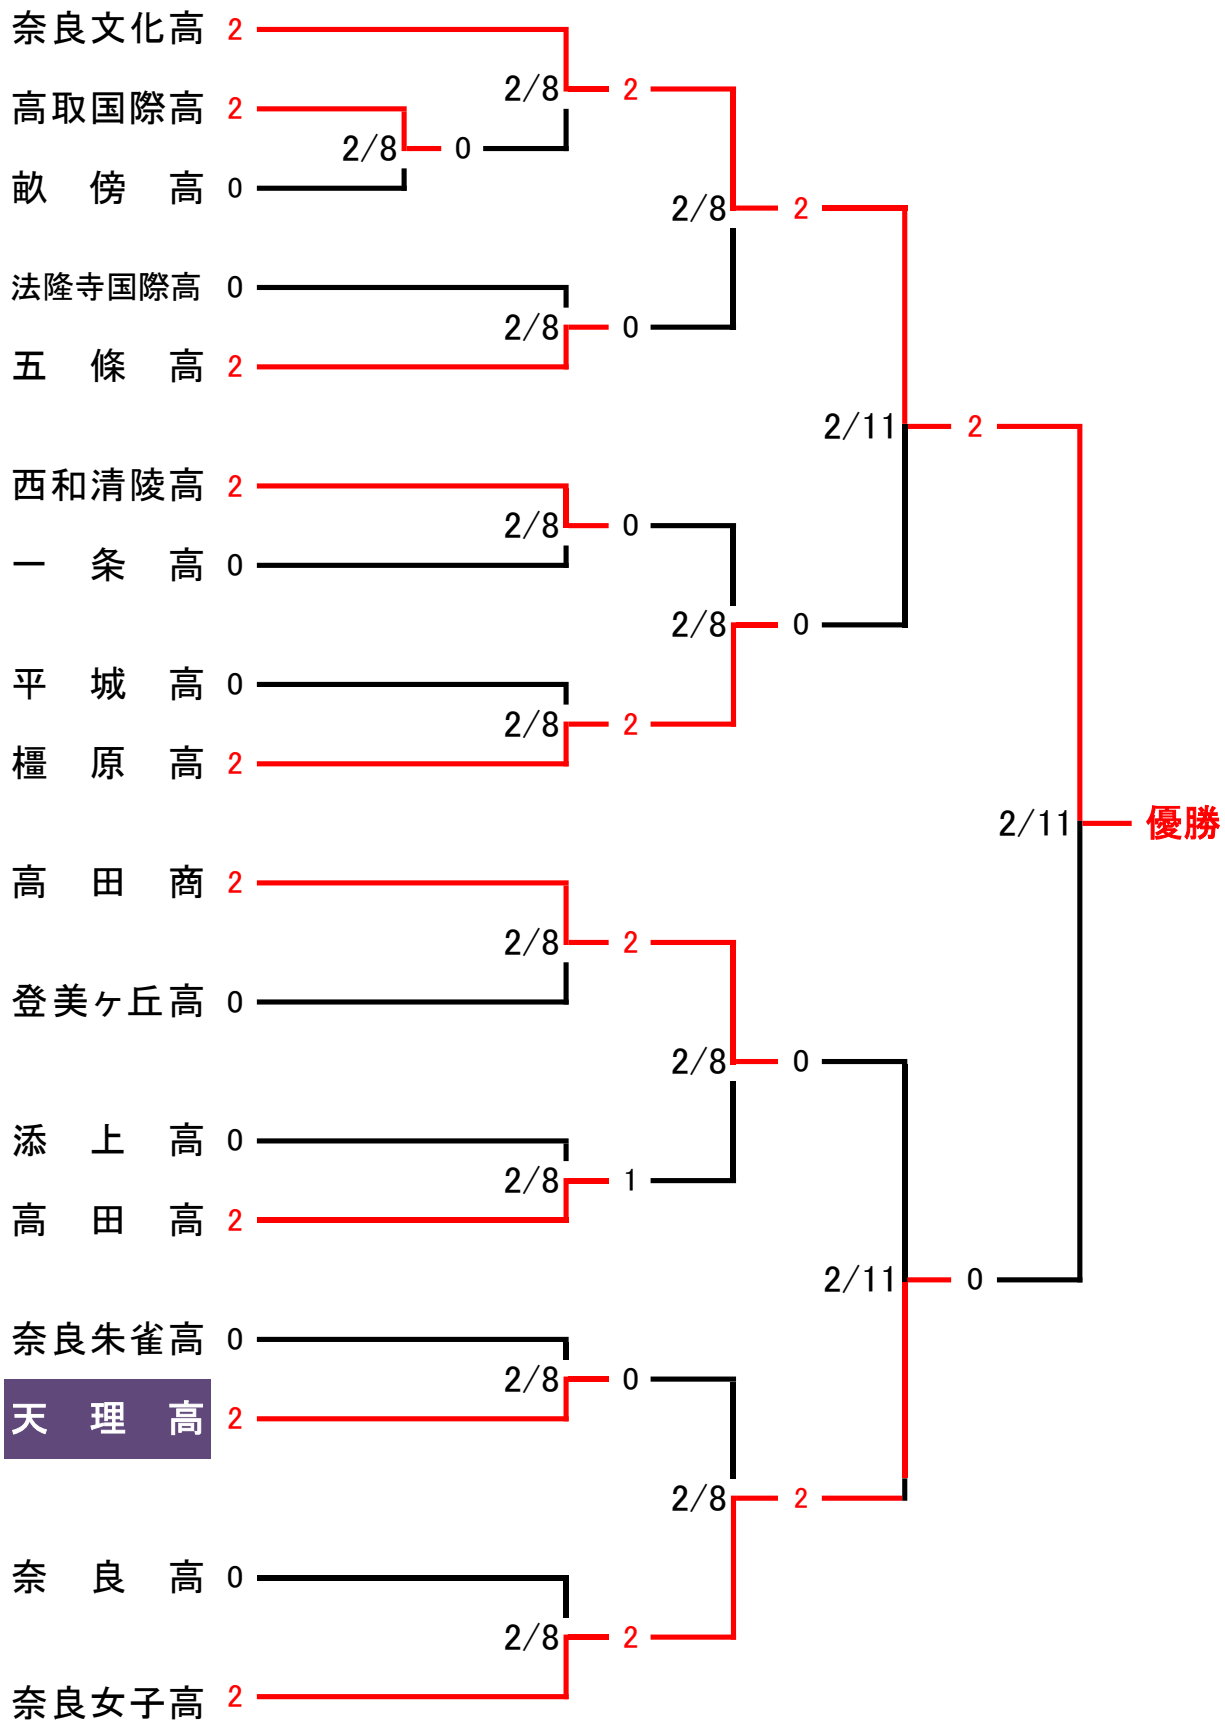 奈良文化高 2
2/8 2
高取国際高 2
2/8 0
畝傍高 0
2/8 2
法隆寺国際高 0
2/8 0
五條高 2
2/11 2
西和清陵高 2
2/8 0
一条高 0
2/8 0
平城高 0
2/8 2
橿原高 2
2/11 優勝
高田商 2
2/8 2
登美ヶ丘高 0
2/8 0
添上高 0
2/8 1
高田高 2
2/11 0
奈良朱雀高 0
2/8 0
天理高 2
2/8 2
奈良高 0
2/8 2
奈良女子高 2